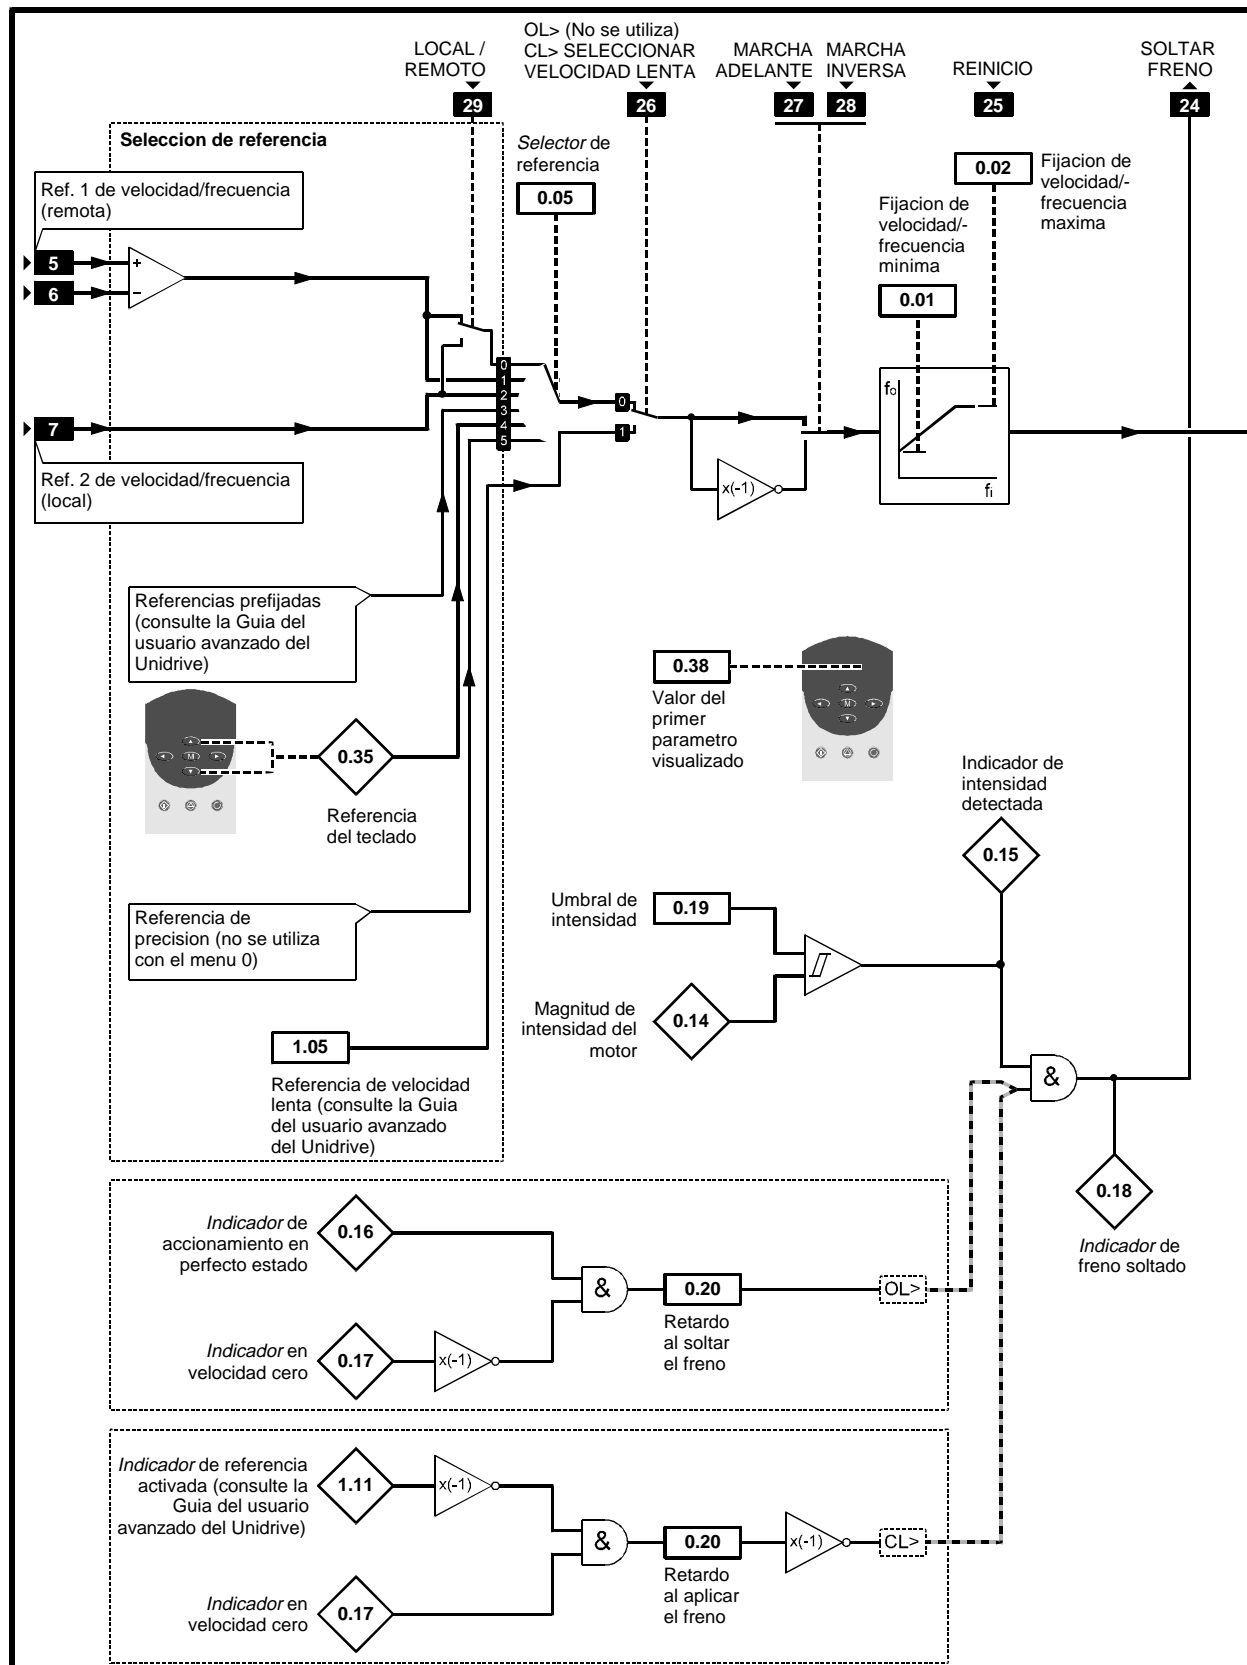 OL> (No se utiliza)
LOCAL /
REMOTO
CL> SELECCIONAR
VELOCIDAD LENTA
MARCHA
ADELANTE
MARCHA
INVERSA
REINICIO
SOLTAR
FRENO
29
26
27
28
25
24
Seleccion de referencia
Selector de
referencia
0.05
0.02
Fijacion de
velocidad/-
frecuencia
maxima
Fijacion de
velocidad/-
frecuencia
minima
0.01
Ref. 1 de velocidad/frecuencia
(remota)
5
+
6
−
7
Ref. 2 de velocidad/frecuencia
(local)
0
1
2
3
4
5
0
1
x(-1)
fo
fi
Referencias prefijadas
(consulte la Guia del
usuario avanzado del
Unidrive)
M
0.35
Referencia
del teclado
0.38
Valor del
primer
parametro
visualizado
M
Indicador de
intensidad
detectada
0.15
Referencia de
precision (no se utiliza
con el menu 0)
Umbral de
intensidad
0.19
Magnitud de
intensidad del
motor
0.14
1.05
Referencia de velocidad
lenta (consulte la Guia
del usuario avanzado
del Unidrive)
&
0.18
Indicador de
freno soltado
Indicador de
accionamiento en
perfecto estado
0.16
&
0.20
OL>
Retardo
al soltar
el freno
Indicador en
velocidad cero
0.17
x(-1)
Indicador de referencia
activada (consulte la
Guia del usuario
avanzado del Unidrive)
1.11
x(-1)
&
0.20
x(-1)
CL>
Retardo
al aplicar
el freno
Indicador en
velocidad cero
0.17